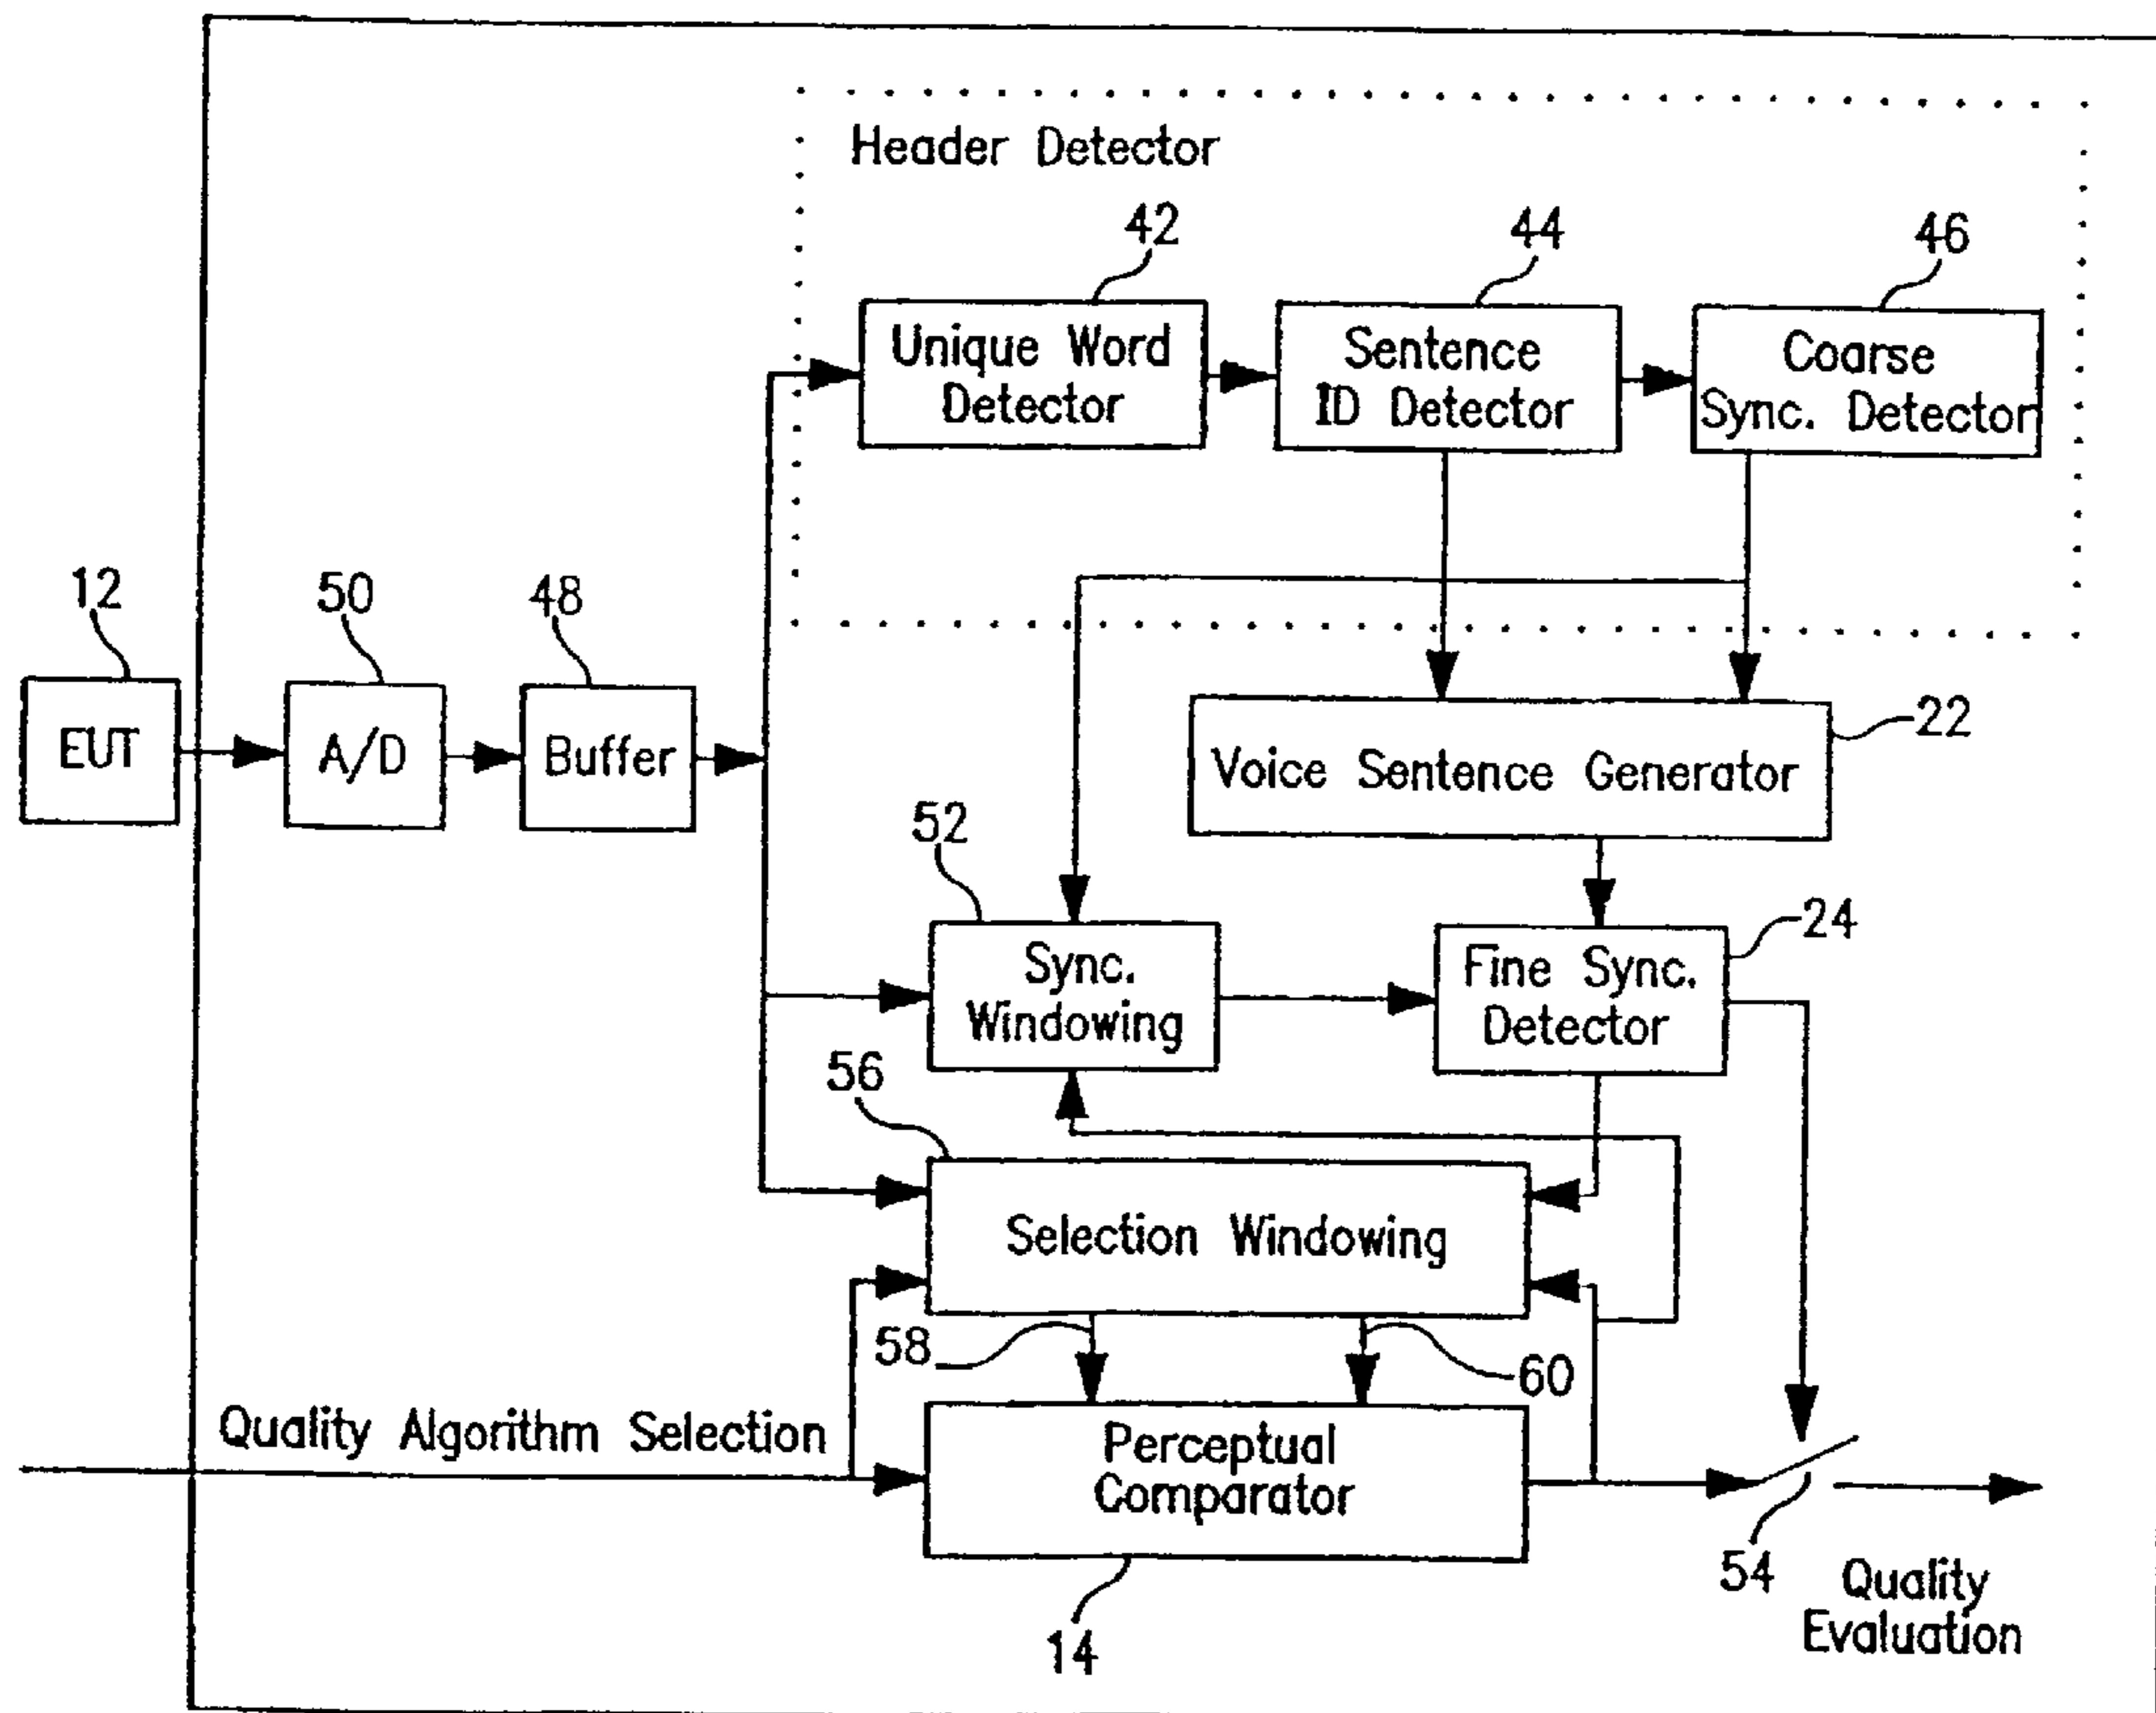 Header Detector
42
44
46
Unique Word
Detector
Sentence
ID Detector
Coarse
Sync. Detector
12
50
48
EUT
A/D
Buffer
22
Voice Sentence Generator
52
24
Sync.
Windowing
Fine Sync.
Detector
56
Selection Windowing
58
60
Quality Algorithm Selection
Perceptual
Comparator
54
Quality
Evaluation
14